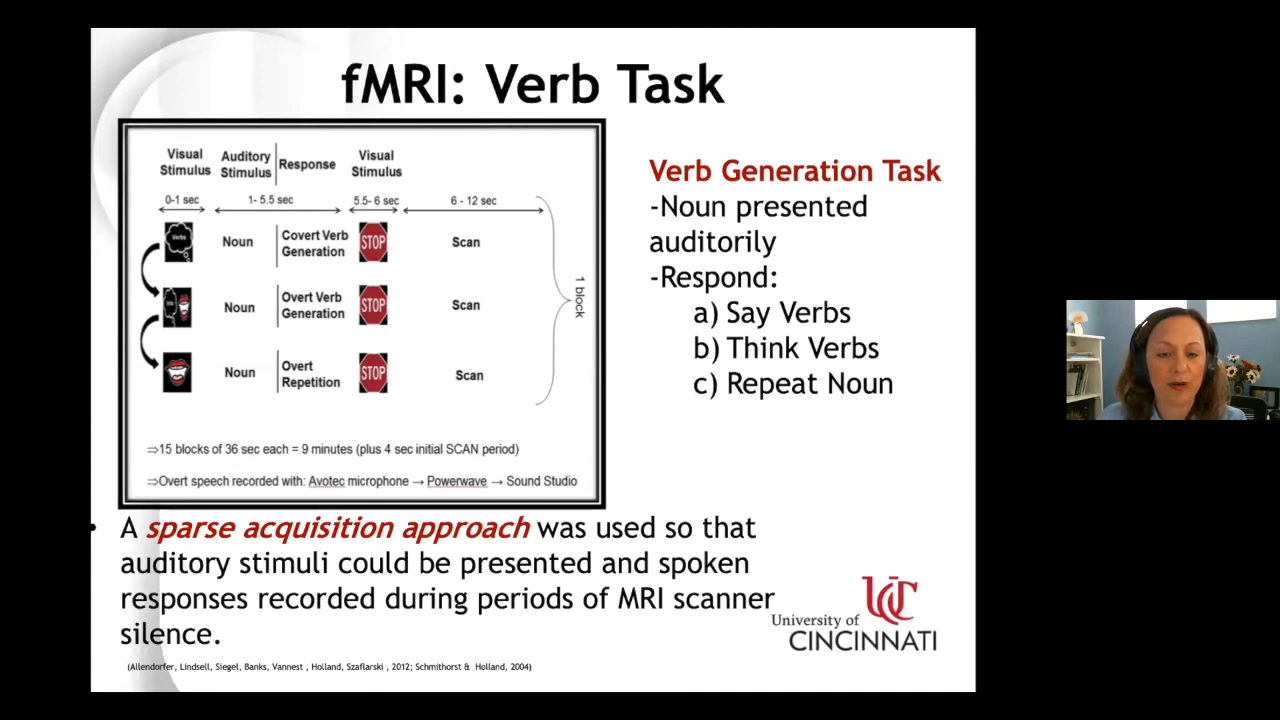 fMRI: Verb Task
Visual Stimulus
Auditory Stimulus
Response
Visual Stimulus
0-1 sec
1- 5.5 sec
5.5- 6 sec
6 - 12 sec
Verbs
Noun
Covert Verb Generation
STOP
Scan
Noun
Overt Verb Generation
STOP
Scan
Noun
Overt Repetition
STOP
Scan
1 block
⇒15 blocks of 36 sec each = 9 minutes (plus 4 sec initial SCAN period)
⇒Overt speech recorded with: Avotec microphone → Powerwave → Sound Studio
Verb Generation Task
-Noun presented
auditorily
-Respond:
a) Say Verbs
b) Think Verbs
c) Repeat Noun
• A sparse acquisition approach was used so that
auditory stimuli could be presented and spoken
responses recorded during periods of MRI scanner
silence.
(Allendorfer, Lindsell, Siegel, Banks, Vannest , Holland, Szaflarski , 2012; Schmithorst & Holland, 2004)
UC
University of
CINCINNATI